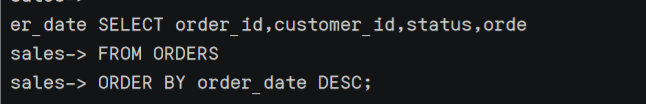 er_date SELECT order_id,customer_id,status,orde
sales-> FROM ORDERS
sales-> ORDER BY order_date DESC;